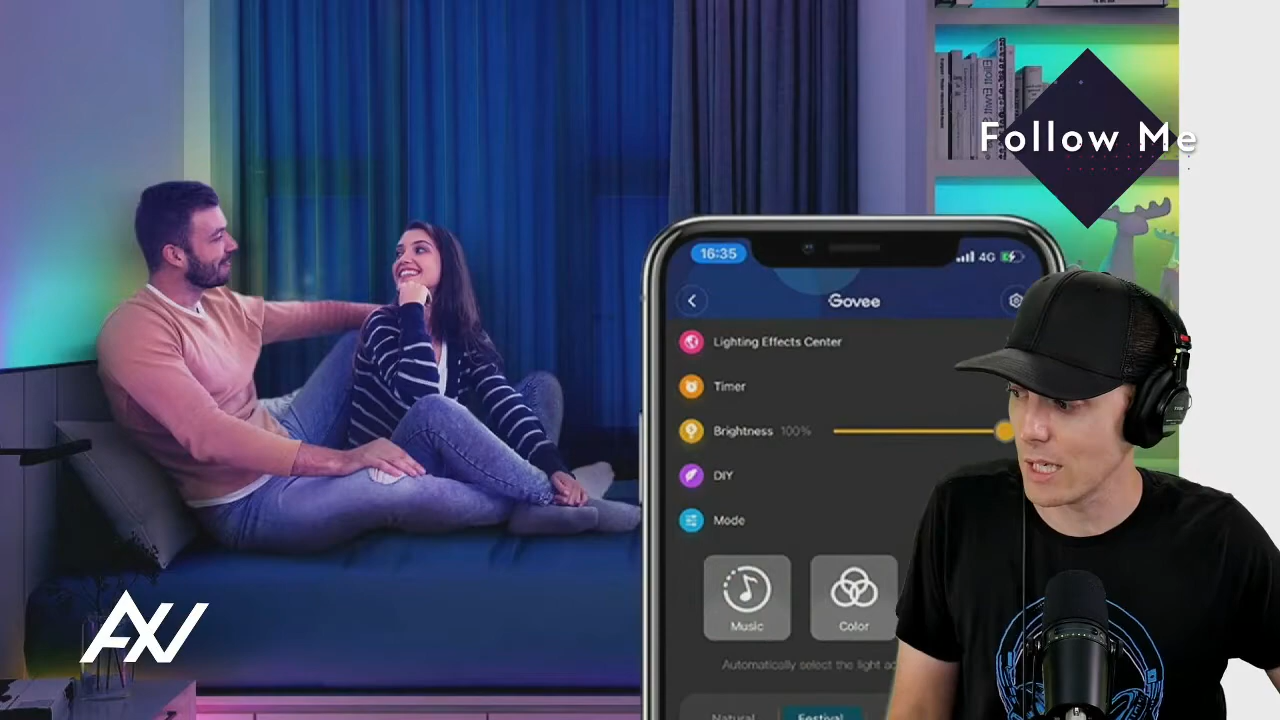 Follow Me
16:35
4G
Govee
Lighting Effects Center
Timer
Brightness 100%
DIY
Mode
Music
Color
Automatically select the light
Natural
Festival